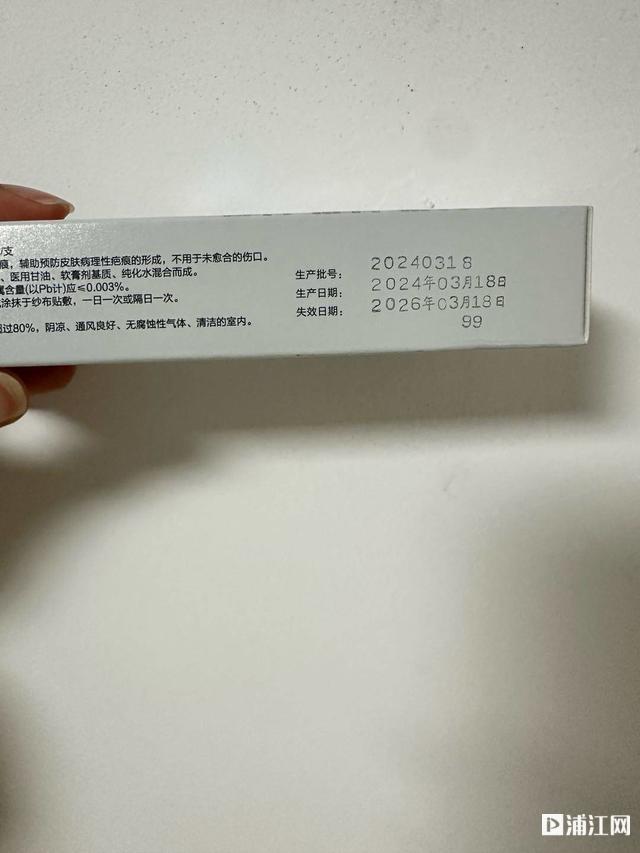 /支
痕，辅助预防皮肤病理性疤痕的形成，不用于未愈合的伤口。
、医用甘油、软膏剂基质、纯化水混合而成。
属含量(以Pb计)应≤0.003%。
涂抹于纱布贴敷，一日一次或隔日一次。
超过80%，阴凉、通风良好、无腐蚀性气体、清洁的室内。
生产批号： 20240318
生产日期： 2024年03月18日
失效日期： 2026年03月18日
99
浦江网